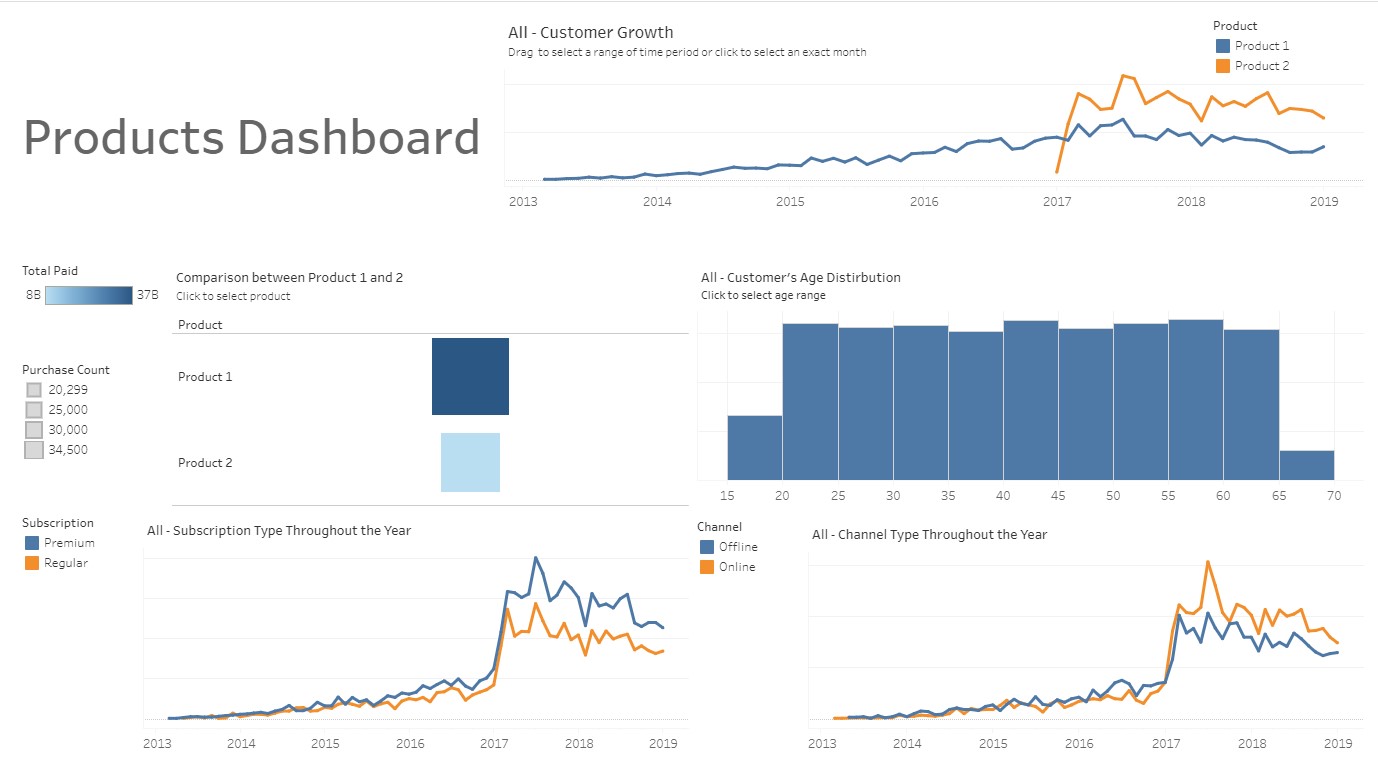 All - Customer Growth
Drag to select a range of time period or click to select an exact month
Product
Product 1
Product 2
Products Dashboard
2013 2014 2015 2016 2017 2018 2019
Total Paid
8B 37B
Comparison between Product 1 and 2
Click to select product
Product
Product 1
Product 2
Purchase Count
20,299
25,000
30,000
34,500
All - Customer's Age Distirbution
Click to select age range
15 20 25 30 35 40 45 50 55 60 65 70
Subscription
Premium
Regular
All - Subscription Type Throughout the Year
2013 2014 2015 2016 2017 2018 2019
Channel
Offline
Online
All - Channel Type Throughout the Year
2013 2014 2015 2016 2017 2018 2019